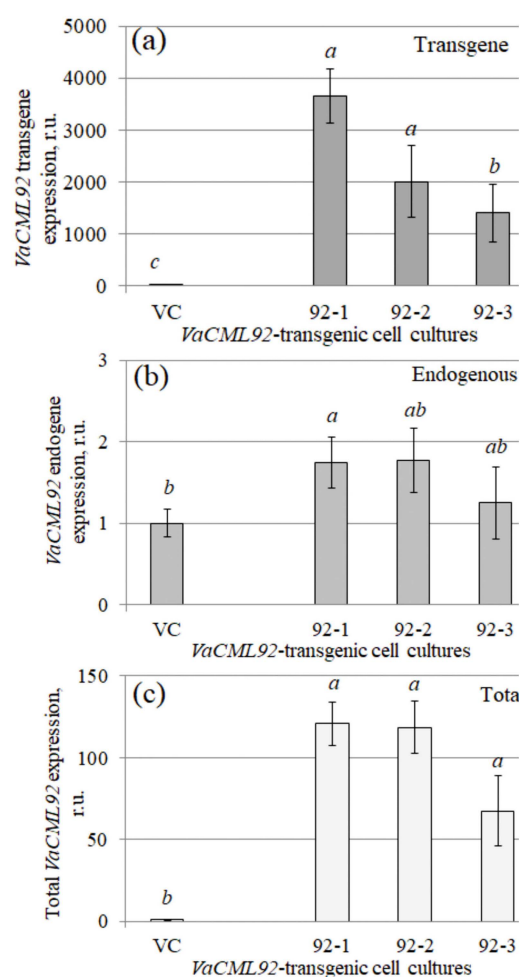 (a)
Transgene
VaCML92 transgene
expression, r.u.
5000
4000
3000
2000
1000
0
c
a
a
b
VC
92-1
92-2
92-3
VaCML92-transgenic cell cultures
(b)
Endogenous
VaCML92 endogene
expression, r.u.
3
2
1
0
b
a
ab
ab
VC
92-1
92-2
92-3
VaCML92-transgenic cell cultures
(c)
Total
Total VaCML92 expression,
r.u.
150
100
50
0
b
a
a
a
VC
92-1
92-2
92-3
VaCML92-transgenic cell cultures